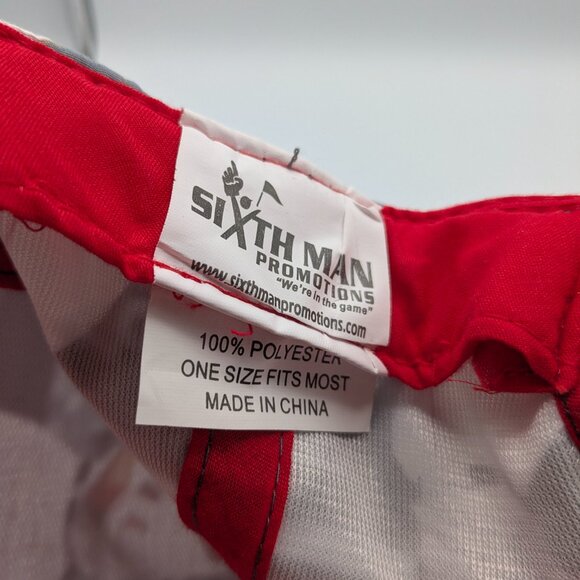 SIXTH MAN
PROMOTIONS
"We're in the game"
www.sixthmanpromotions.com
100% POLYESTER
ONE SIZE FITS MOST
MADE IN CHINA